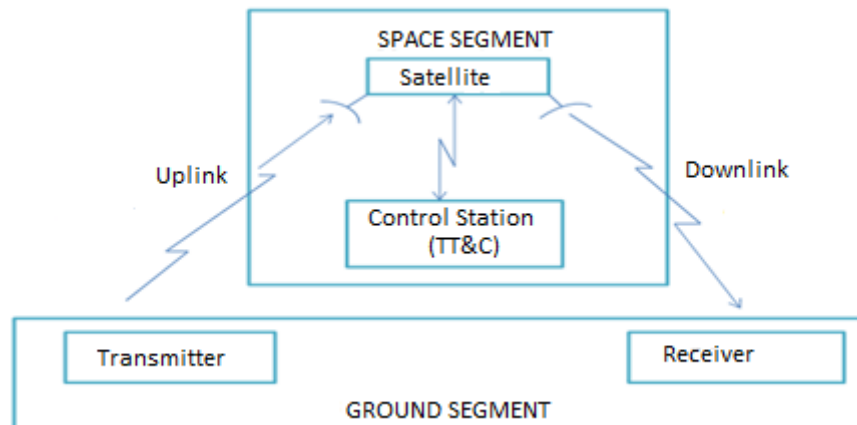 SPACE SEGMENT
Satellite
Uplink
Downlink
Control Station
(TT&C)
Transmitter
Receiver
GROUND SEGMENT